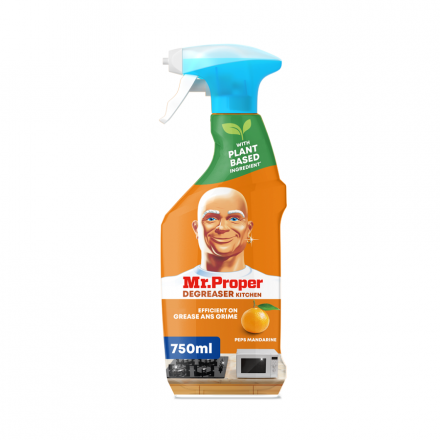 WITH
PLANT
BASED
INGREDIENT*
Mr.Proper
DEGREASER KITCHEN
EFFICIENT ON
GREASE ANS GRIME
PEPS MANDARINE
750ml